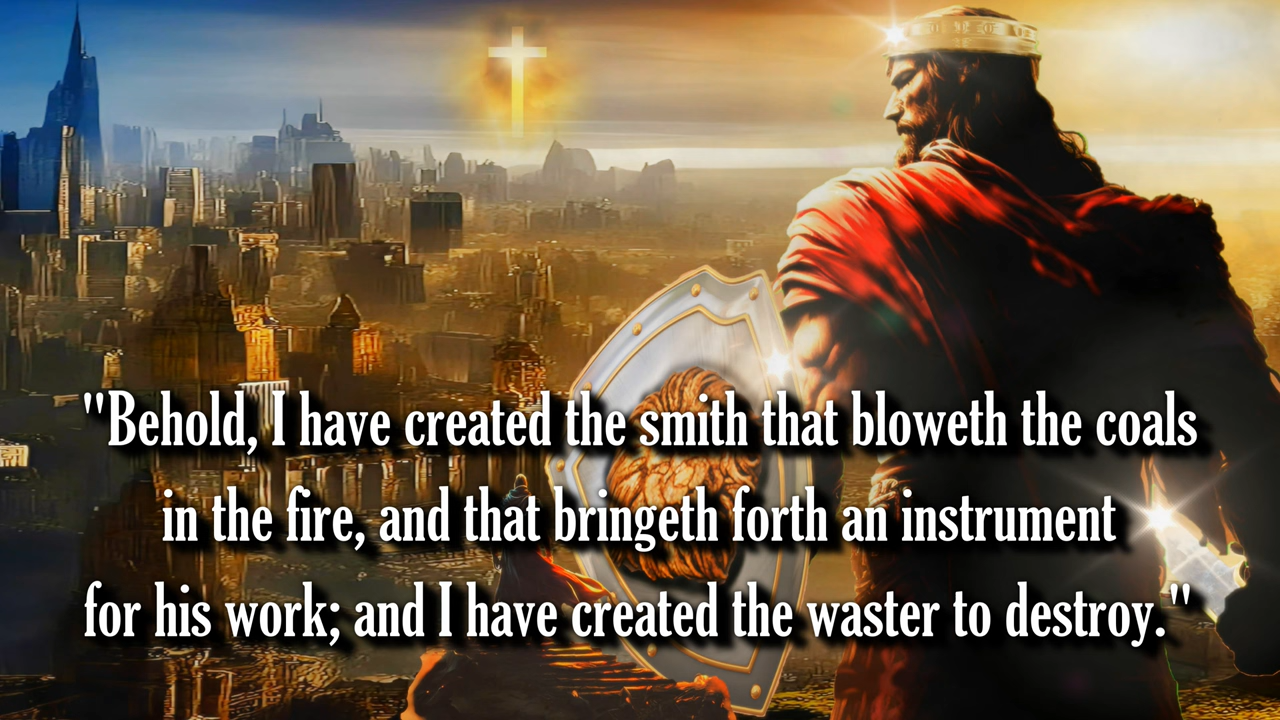 "Behold, I have created the smith that bloweth the coals
in the fire, and that bringeth forth an instrument
for his work; and I have created the waster to destroy."